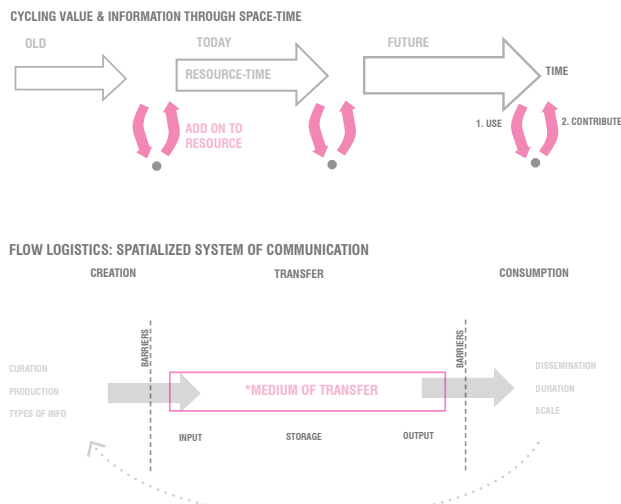 CYCLING VALUE & INFORMATION THROUGH SPACE-TIME
OLD
TODAY
FUTURE
RESOURCE-TIME
TIME
ADD ON TO
RESOURCE
1. USE
2. CONTRIBUTE
FLOW LOGISTICS: SPATIALIZED SYSTEM OF COMMUNICATION
CREATION
TRANSFER
CONSUMPTION
BARRIERS
BARRIERS
CURATION
PRODUCTION
TYPES OF INFO
*MEDIUM OF TRANSFER
DISSEMINATION
DURATION
SCALE
INPUT
STORAGE
OUTPUT